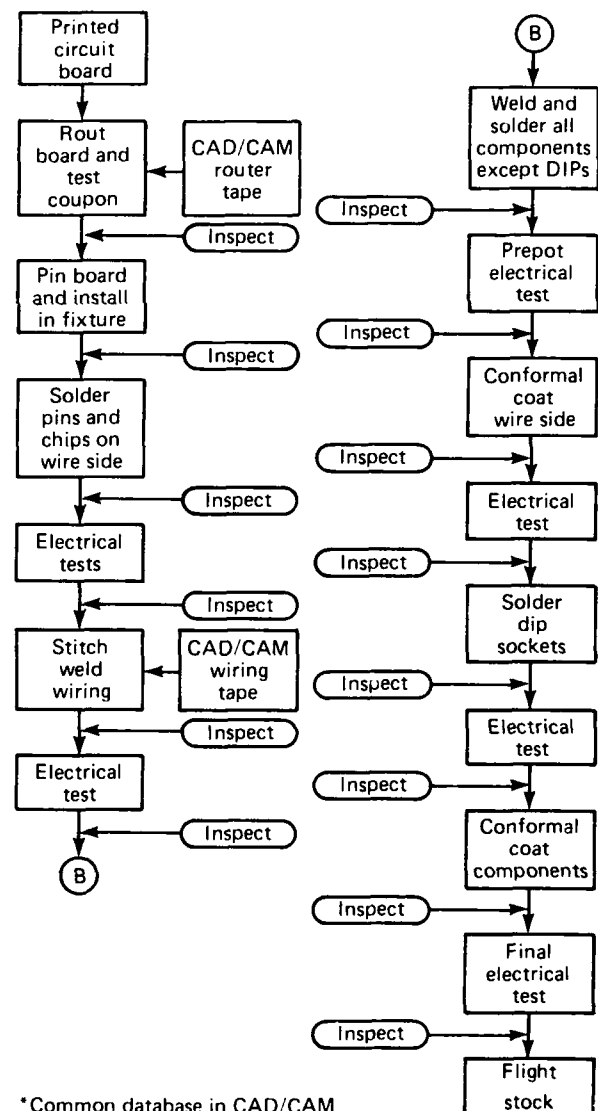 Printed
circuit
board
Rout
board and
test
coupon
CAD/CAM
router
tape
Inspect
Pin board
and install
in fixture
Inspect
Solder
pins and
chips on
wire side
Inspect
Electrical
tests
Inspect
Stitch
weld
wiring
CAD/CAM
wiring
tape
Inspect
Electrical
test
Inspect
B
B
Weld and
solder all
components
except DIPs
Inspect
Prepot
electrical
test
Inspect
Conformal
coat
wire side
Inspect
Electrical
test
Inspect
Solder
dip
sockets
Inspect
Electrical
test
Inspect
Conformal
coat
components
Inspect
Final
electrical
test
Inspect
Flight
stock
*Common database in CAD/CAM